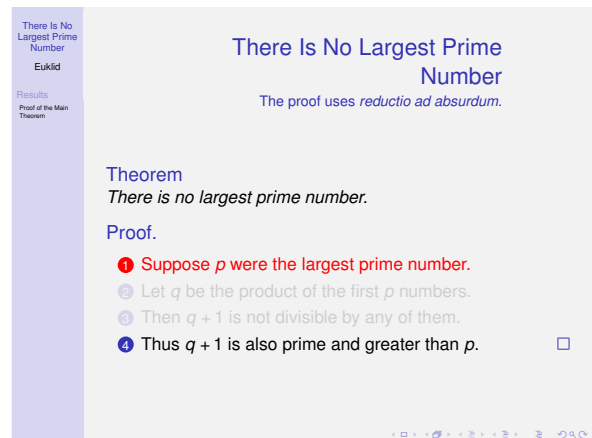 There Is No
Largest Prime
Number
Euklid
Results
Proof of the Main
Theorem
There Is No Largest Prime
Number
The proof uses reductio ad absurdum.
Theorem
There is no largest prime number.
Proof.
1 Suppose p were the largest prime number.
2 Let q be the product of the first p numbers.
3 Then q + 1 is not divisible by any of them.
4 Thus q + 1 is also prime and greater than p. □